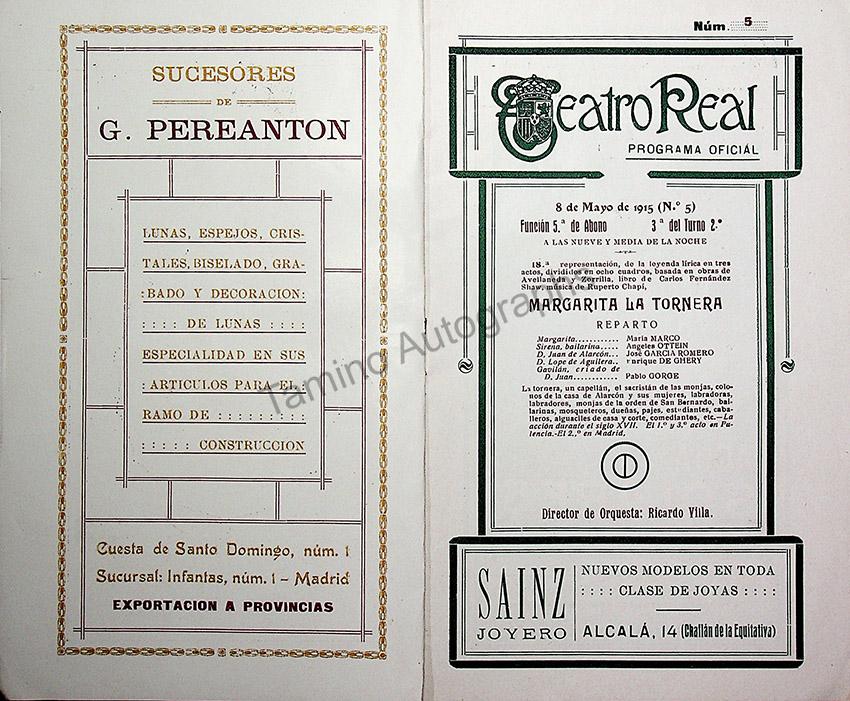 SUCESORES
DE
G. PEREANTON
LUNAS, ESPEJOS, CRIS-
TALES, BISELADO, GRA-
:BADO Y DECORACION:
:::: DE LUNAS ::::
ESPECIALIDAD EN SUS
: ARTICULOS PARA EL :
RAMO DE :::::::::
::::: CONSTRUCCION
Cuesta de Santo Domingo, núm. 1
Sucursal: Infantas, núm. 1 – Madrid
EXPORTACION A PROVINCIAS
Núm. 5
Teatro Real
PROGRAMA OFICIAL
8 de Mayo de 1915 (N.º 5)
Función 5.ª de Abono 3.ª del Turno 2.º
A LAS NUEVE Y MEDIA DE LA NOCHE
18.ª representación, de la leyenda lírica en tres
actos, divididos en ocho cuadros, basada en obras de
Avellaneda y Zorrilla, libro de Carlos Fernández
Shaw, música de Ruperto Chapí,
MARGARITA LA TORNERA
REPARTO
Margarita............ María MARCO
Sirena, bailarina..... Angeles OTTEIN
D. Juan de Alarcón... José GARCIA ROMERO
D. Lope de Aguilera.. Enrique DE GHERY
Gavilán, criado de
D. Juan........... Pablo GORGE
La tornera, un capellán, el sacristán de las monjas, colo-
nos de la casa de Alarcón y sus mujeres, labradoras,
labradores, monjas de la orden de San Bernardo, bai-
larinas, mosqueteros, dueñas, pajes, estudiantes, caba-
lleros, alguaciles de casa y corte, comediantes, etc.—La
acción durante el siglo XVII. El 1.º y 3.º acto en Pa-
lencia.-El 2.º, en Madrid.
Director de Orquesta: Ricardo Villa.
SAINZ
JOYERO
NUEVOS MODELOS EN TODA
:::: CLASE DE JOYAS ::::
ALCALÁ, 14 (Challán de la Equitativa)
Tamino Autographs